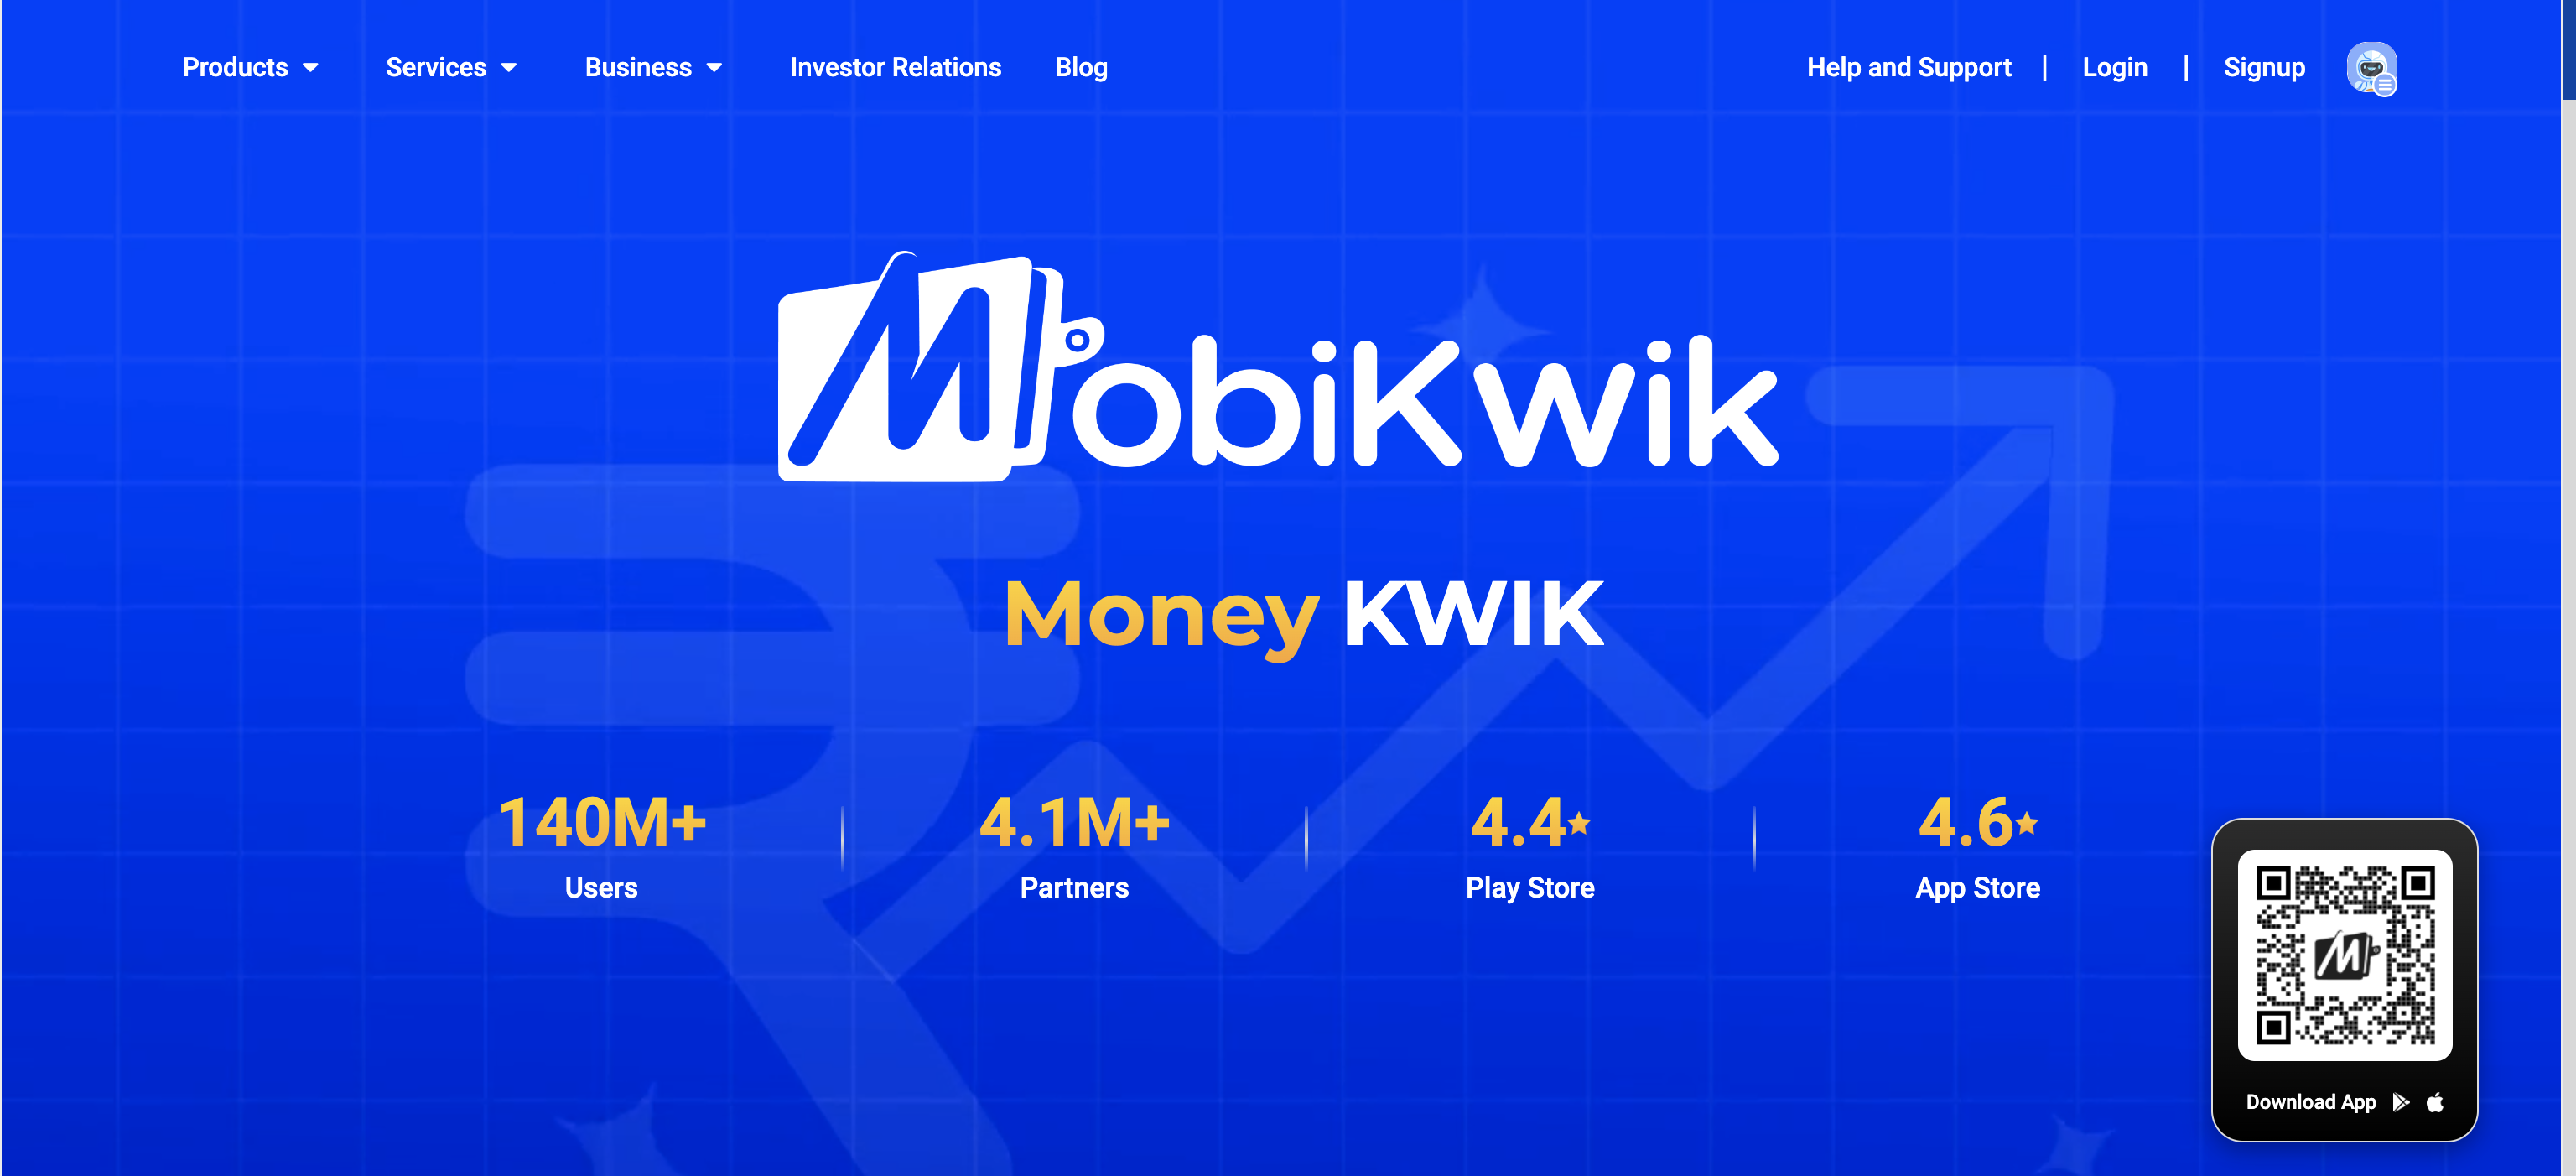 Products
Services
Business
Investor Relations
Blog
Help and Support | Login | Signup
MobiKwik
Money KWIK
140M+
Users
4.1M+
Partners
4.4★
Play Store
4.6★
App Store
M
Download App